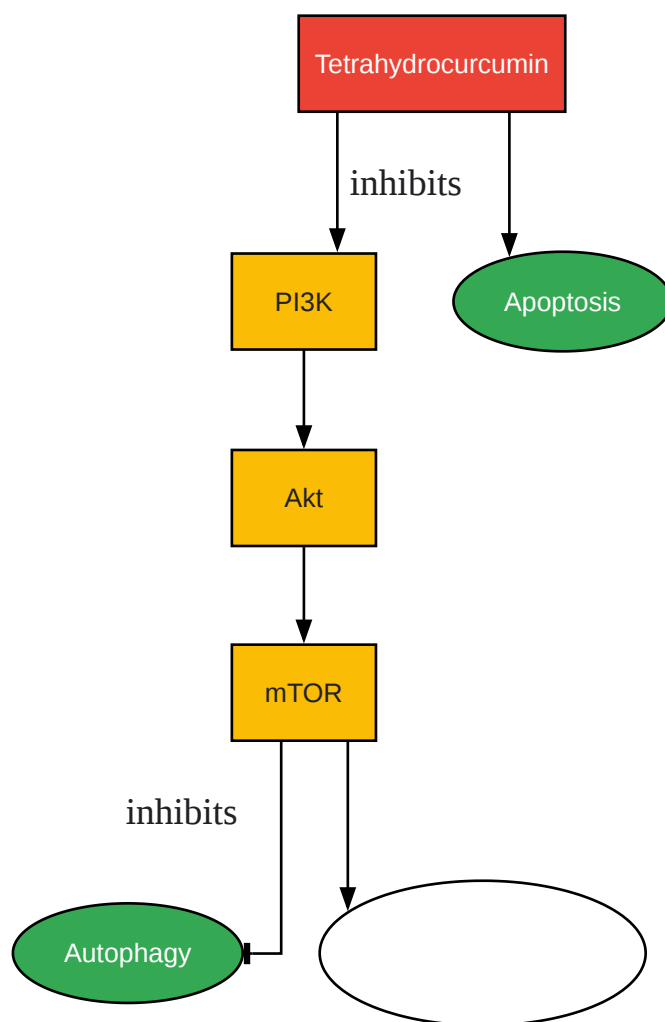 Tetrahydrocurcumin
inhibits
PI3K
Apoptosis
Akt
mTOR
inhibits
Autophagy